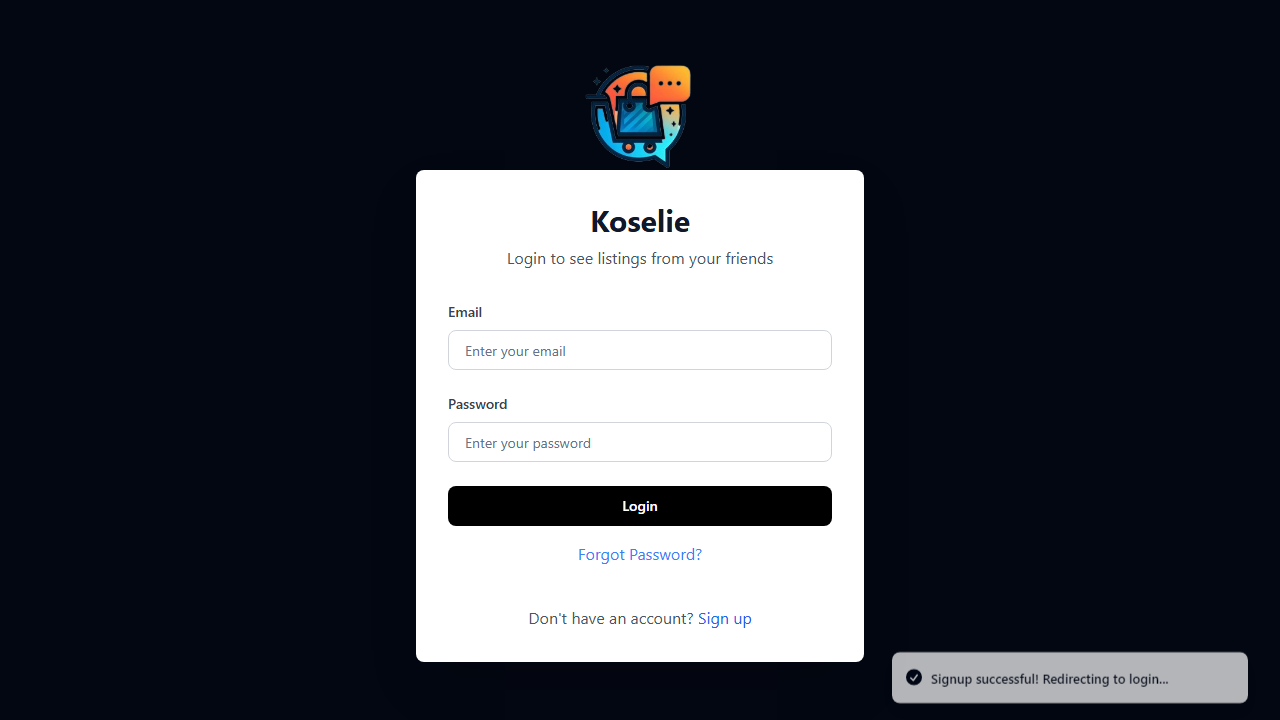 Koselie
Login to see listings from your friends
Email
Enter your email
Password
Enter your password
Login
Forgot Password?
Don't have an account? Sign up
Signup successful! Redirecting to login...